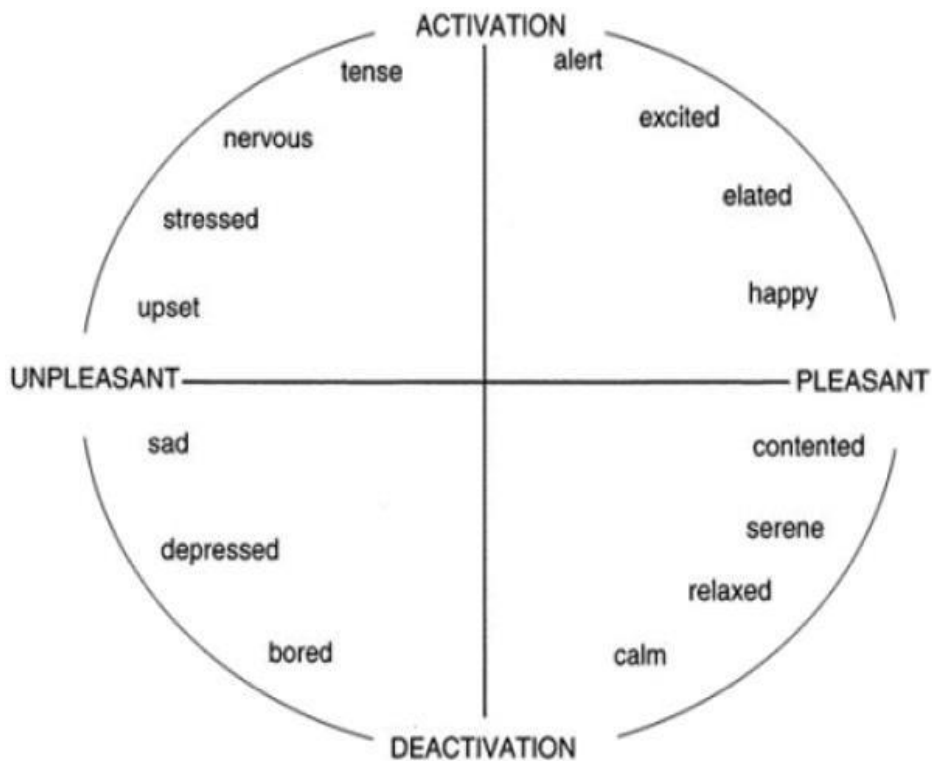 ACTIVATION
tense
alert
nervous
excited
stressed
elated
upset
happy
UNPLEASANT
PLEASANT
sad
contented
depressed
serene
relaxed
bored
calm
DEACTIVATION